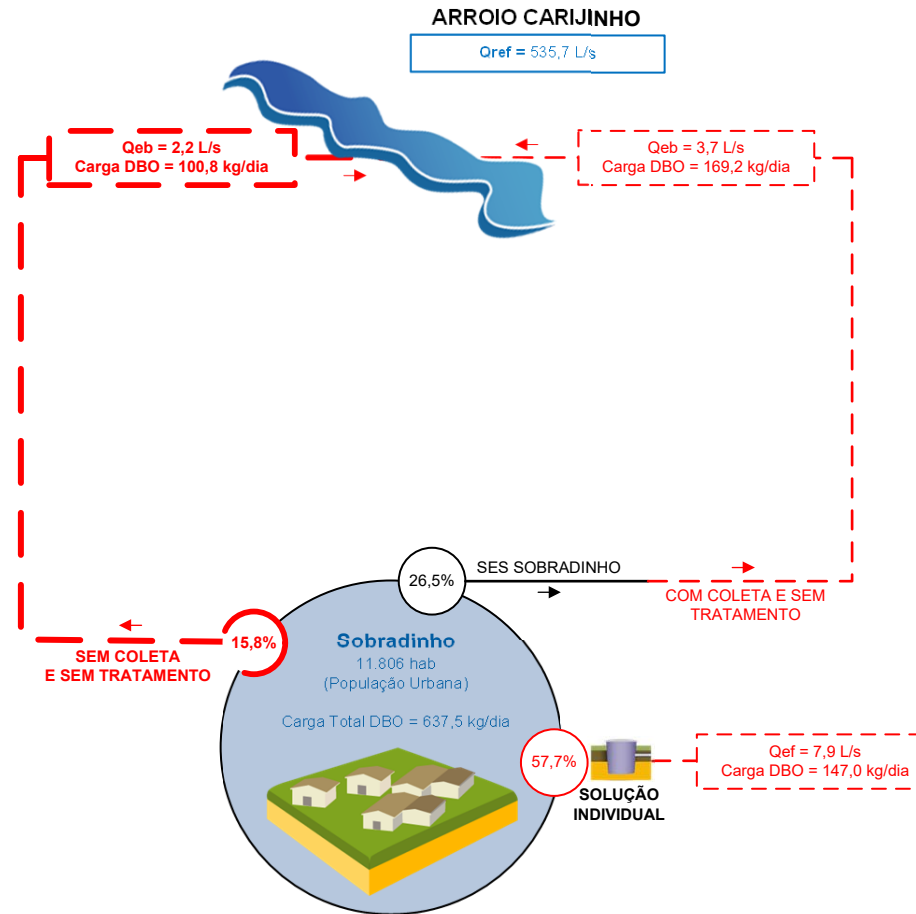 ARROIO CARIJINHO
Qref = 535,7 L/s
Qeb = 2,2 L/s
Carga DBO = 100,8 kg/dia
Qeb = 3,7 L/s
Carga DBO = 169,2 kg/dia
26,5%
SES SOBRADINHO
COM COLETA E SEM
TRATAMENTO
15,8%
SEM COLETA
E SEM TRATAMENTO
Sobradinho
11.806 hab
(População Urbana)
Carga Total DBO = 637,5 kg/dia
57,7%
SOLUÇÃO
INDIVIDUAL
Qef = 7,9 L/s
Carga DBO = 147,0 kg/dia